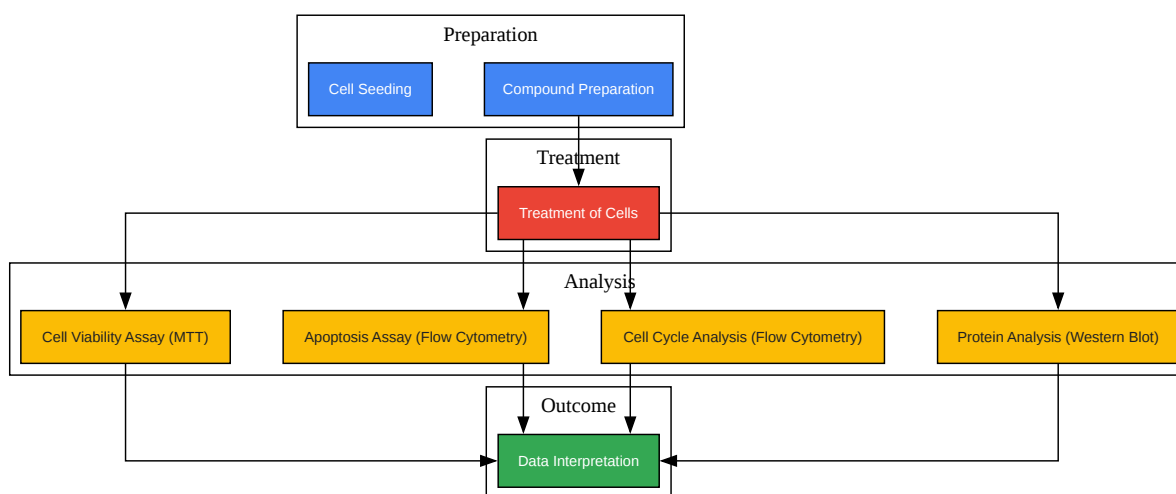 Preparation
Cell Seeding
Compound Preparation
Treatment
Treatment of Cells
Analysis
Cell Viability Assay (MTT)
Apoptosis Assay (Flow Cytometry)
Cell Cycle Analysis (Flow Cytometry)
Protein Analysis (Western Blot)
Outcome
Data Interpretation